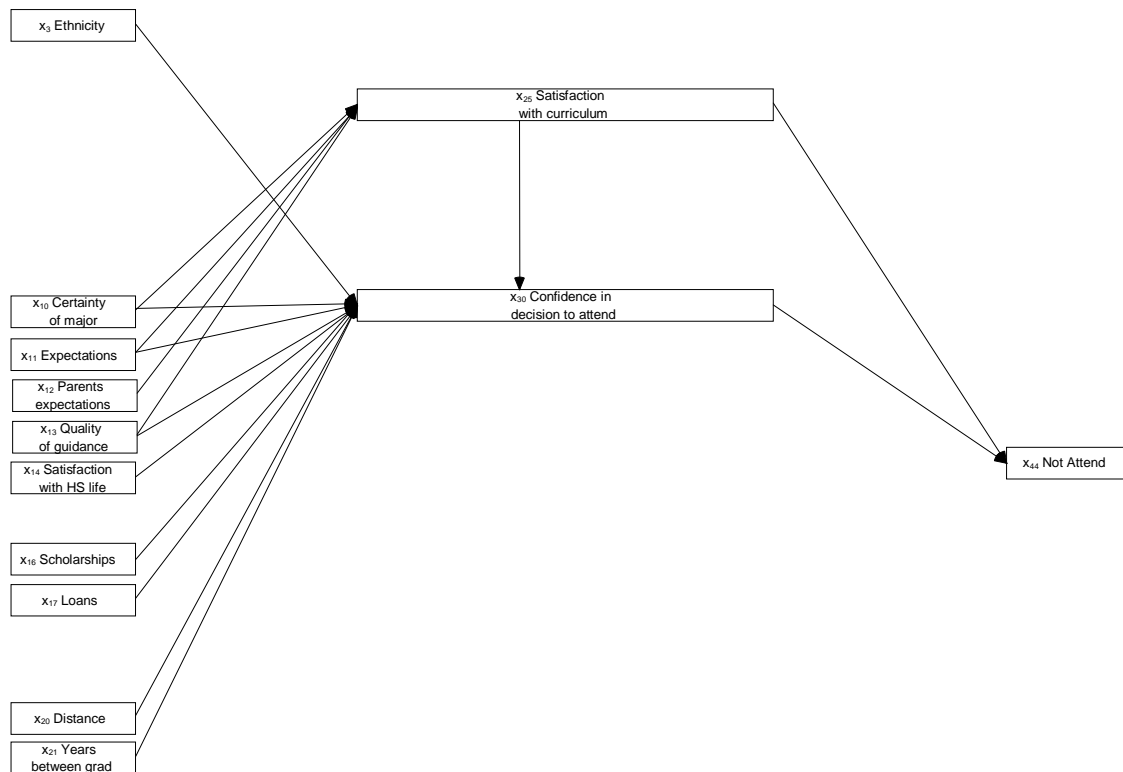 x₃ Ethnicity
x₂₅ Satisfaction
with curriculum
x₁₀ Certainty
of major
x₃₀ Confidence in
decision to attend
x₁₁ Expectations
x₁₂ Parents
expectations
x₁₃ Quality
of guidance
x₁₄ Satisfaction
with HS life
x₄₄ Not Attend
x₁₆ Scholarships
x₁₇ Loans
x₂₀ Distance
x₂₁ Years
between grad